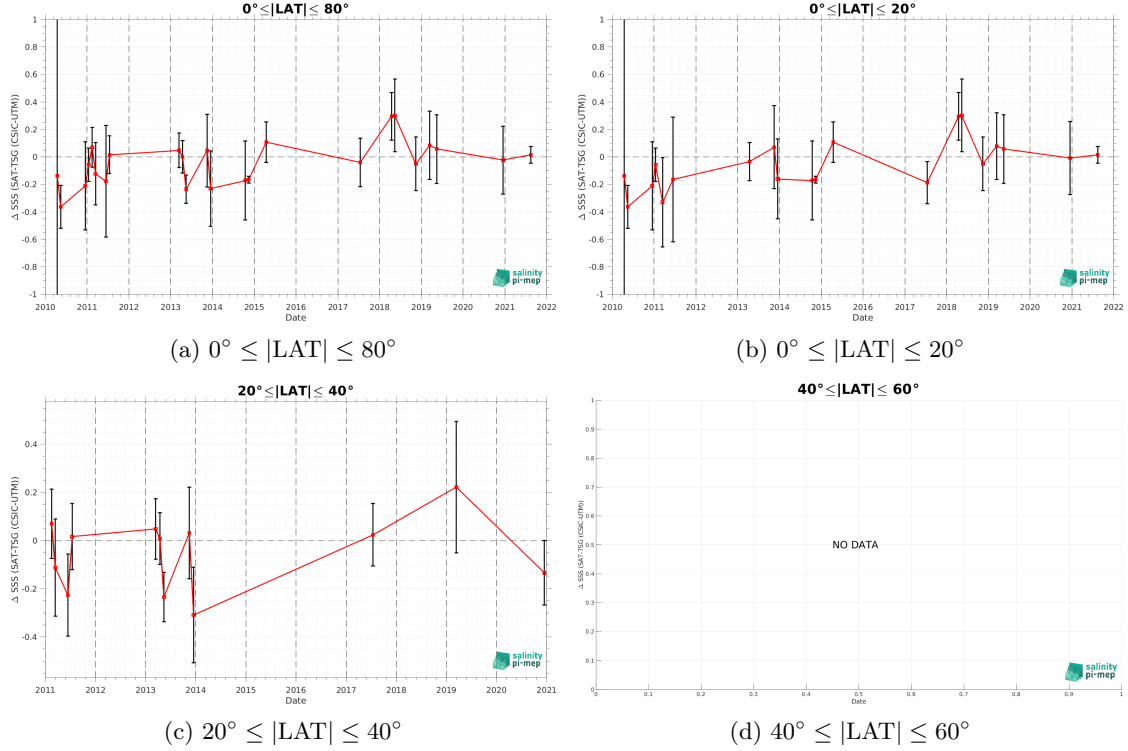 0°≤|LAT|≤ 80°
Δ SSS (SAT-TSG (CSIC-UTM))
1
0.8
0.6
0.4
0.2
0
-0.2
-0.4
-0.6
-0.8
-1
2010 2011 2012 2013 2014 2015 2016 2017 2018 2019 2020 2021 2022
Date
salinity
pi-mep
(a) 0° ≤ |LAT| ≤ 80°
0°≤|LAT|≤ 20°
Δ SSS (SAT-TSG (CSIC-UTM))
1
0.8
0.6
0.4
0.2
0
-0.2
-0.4
-0.6
-0.8
-1
2010 2011 2012 2013 2014 2015 2016 2017 2018 2019 2020 2021 2022
Date
salinity
pi-mep
(b) 0° ≤ |LAT| ≤ 20°
20°≤|LAT|≤ 40°
Δ SSS (SAT-TSG (CSIC-UTM))
0.4
0.2
0
-0.2
-0.4
2011 2012 2013 2014 2015 2016 2017 2018 2019 2020 2021
Date
salinity
pi-mep
(c) 20° ≤ |LAT| ≤ 40°
40°≤|LAT|≤ 60°
Δ SSS (SAT-TSG (CSIC-UTM))
1
0.9
0.8
0.7
0.6
0.5
0.4
0.3
0.2
0.1
0
NO DATA
0 0.1 0.2 0.3 0.4 0.5 0.6 0.7 0.8 0.9 1
Date
salinity
pi-mep
(d) 40° ≤ |LAT| ≤ 60°